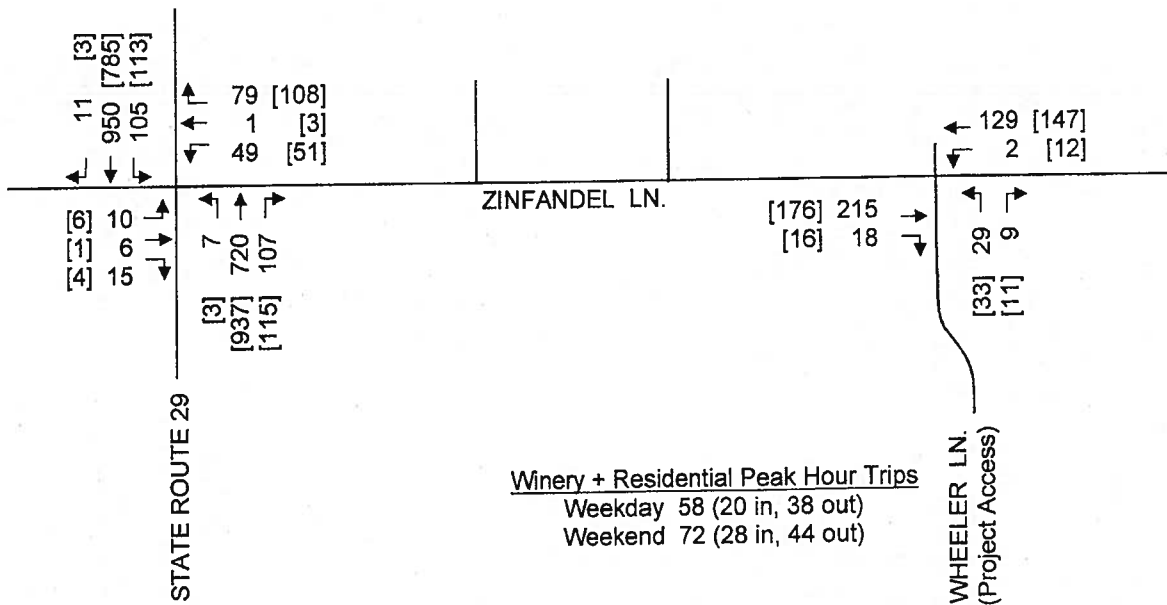 11 [3]
950 [785]
105 [113]
79 [108]
1 [3]
49 [51]
[6] 10
[1] 6
[4] 15
[3] 7
[937] 720
[115] 107
ZINFANDEL LN.
129 [147]
2 [12]
[176] 215
[16] 18
[33] 29
[11] 9
STATE ROUTE 29
WHEELER LN.
(Project Access)
Winery + Residential Peak Hour Trips
Weekday 58 (20 in, 38 out)
Weekend 72 (28 in, 44 out)